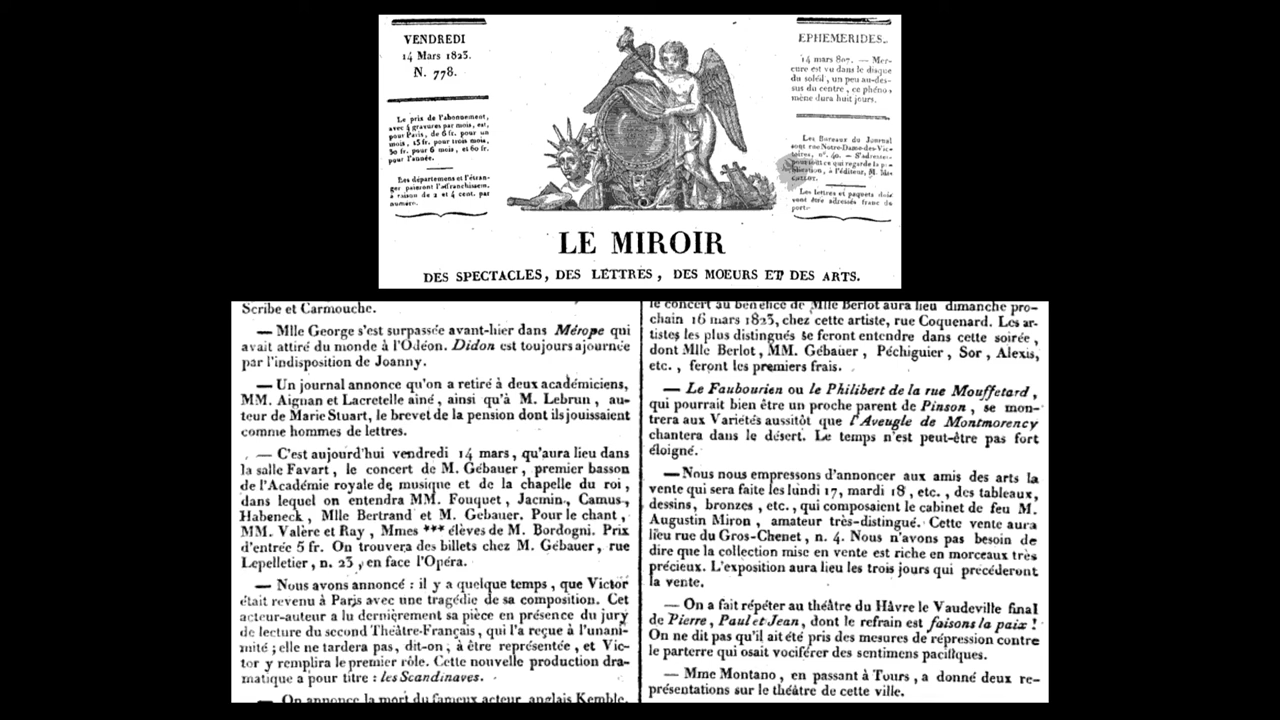 VENDREDI
14 Mars 1823.
N. 778.
Le prix de l'abonnement,
avec 4 gravures par mois, est,
pour Paris, de 6 fr. pour un
mois, 15 fr. pour trois mois,
30 fr. pour 6 mois, et 60 fr.
pour l'année.
Les départemens et l'étran-
ger paieront l'affranchissem.
à raison de 2 et 4 cent. par
numéro.
EPHEMERIDES.
14 mars 807. — Mer-
cure est vu dans le disque
du soleil, un peu au-des-
sus du centre, ce phéno-
mène dura huit jours.
Les Bureaux du Journal
sont rue Notre-Dame-des-Vic-
toires, n°. 40. — S'adresser
pour tout ce qui regarde la
à l'éditeur, M.
Les lettres et paquets doi-
vent être adressés franc de
port.
LE MIROIR
DES SPECTACLES, DES LETTRES, DES MOEURS ET DES ARTS.
Scribe et Carmouche.
— Mlle George s'est surpassée avant-hier dans Mérope qui
avait attiré du monde à l'Odéon. Didon est toujours ajournée
par l'indisposition de Joanny.
— Un journal annonce qu'on a retiré à deux académiciens,
MM. Aignan et Lacretelle ainé, ainsi qu'à M. Lebrun, au-
teur de Marie Stuart, le brevet de la pension dont ils jouissaient
comme hommes de lettres.
— C'est aujourd'hui vendredi 14 mars, qu'aura lieu dans
la salle Favart, le concert de M. Gébauer, premier basson
de l'Académie royale de musique et de la chapelle du roi,
dans lequel on entendra MM. Fouquet, Jacmin, Camus,
Habeneck, Mlle Bertrand et M. Gebauer. Pour le chant,
MM. Valère et Ray, Mmes *** élèves de M. Bordogni. Prix
d'entrée 5 fr. On trouvera des billets chez M. Gébauer, rue
Lepelletier, n. 23, en face l'Opéra.
— Nous avons annoncé : il y a quelque temps, que Victor
était revenu à Paris avec une tragédie de sa composition. Cet
acteur-auteur a lu dernièrement sa pièce en présence du jury
de lecture du second Théâtre-Français, qui l'a reçue à l'unani-
mité ; elle ne tardera pas, dit-on, à être représentée, et Vic-
tor y remplira le premier rôle. Cette nouvelle production dra-
matique a pour titre : les Scandinaves.
— On annonce la mort du fameux acteur anglais Kemble,
le concert au bénéfice de Mlle Berlot aura lieu dimanche pro-
chain 16 mars 1823, chez cette artiste, rue Coquenard. Les ar-
tistes les plus distingués se feront entendre dans cette soirée,
dont Mlle Berlot, MM. Gébauer, Péchiguier, Sor, Alexis,
etc., feront les premiers frais.
— Le Faubourien ou le Philibert de la rue Mouffetard,
qui pourrait bien être un proche parent de Pinson, se mon-
trera aux Variétés aussitôt que l'Aveugle de Montmorency
chantera dans le désert. Le temps n'est peut-être pas fort
éloigné.
— Nous nous empressons d'annoncer aux amis des arts la
vente qui sera faite les lundi 17, mardi 18, etc., des tableaux,
dessins, bronzes, etc., qui composaient le cabinet de feu M.
Augustin Miron, amateur très-distingué. Cette vente aura
lieu rue du Gros-Chenet, n. 4. Nous n'avons pas besoin de
dire que la collection mise en vente est riche en morceaux très
précieux. L'exposition aura lieu les trois jours qui précéderont
la vente.
— On a fait répéter au théâtre du Hâvre le Vaudeville final
de Pierre, Paul et Jean, dont le refrain est faisons la paix !
On ne dit pas qu'il ait été pris des mesures de répression contre
le parterre qui osait vociférer des sentimens pacifiques.
— Mme Montano, en passant à Tours, a donné deux re-
présentations sur le théâtre de cette ville.